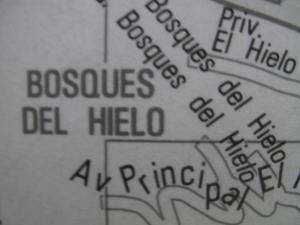 Priv.
El Hielo
Bosques del Hielo
Bosques del Hielo
BOSQUES
DEL HIELO
Av Principal
El